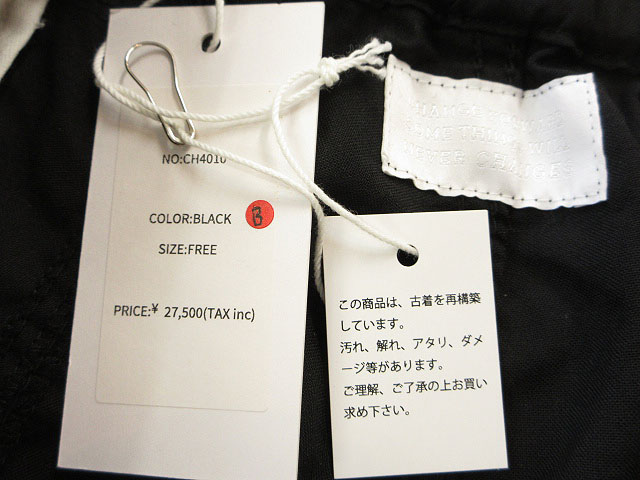 NO:CH4010
COLOR:BLACK
B
SIZE:FREE
PRICE:¥ 27,500(TAX inc)
この商品は、古着を再構築
しています。
汚れ、解れ、アタリ、ダメ
ージ等があります。
ご理解、ご了承の上お買い
求め下さい。
NEVER CHANGES